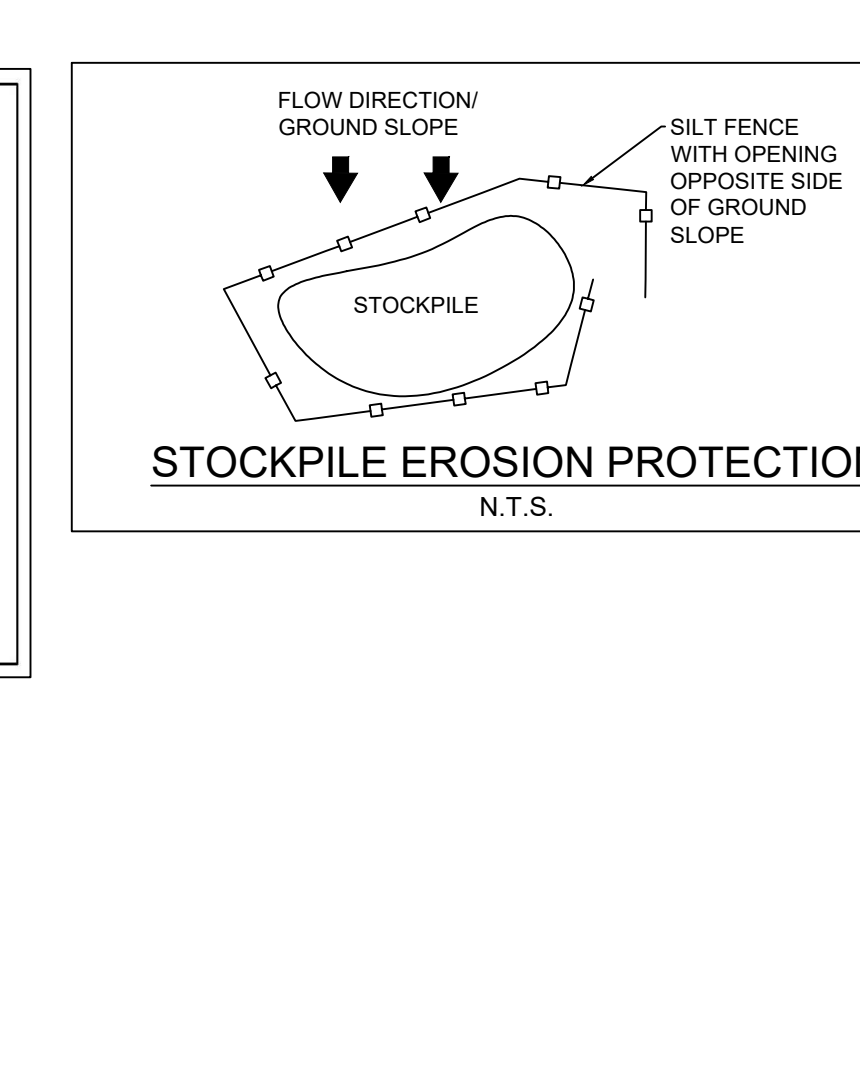 FLOW DIRECTION/
GROUND SLOPE
SILT FENCE
WITH OPENING
OPPOSITE SIDE
OF GROUND
SLOPE
STOCKPILE
STOCKPILE EROSION PROTECTIO
N.T.S.